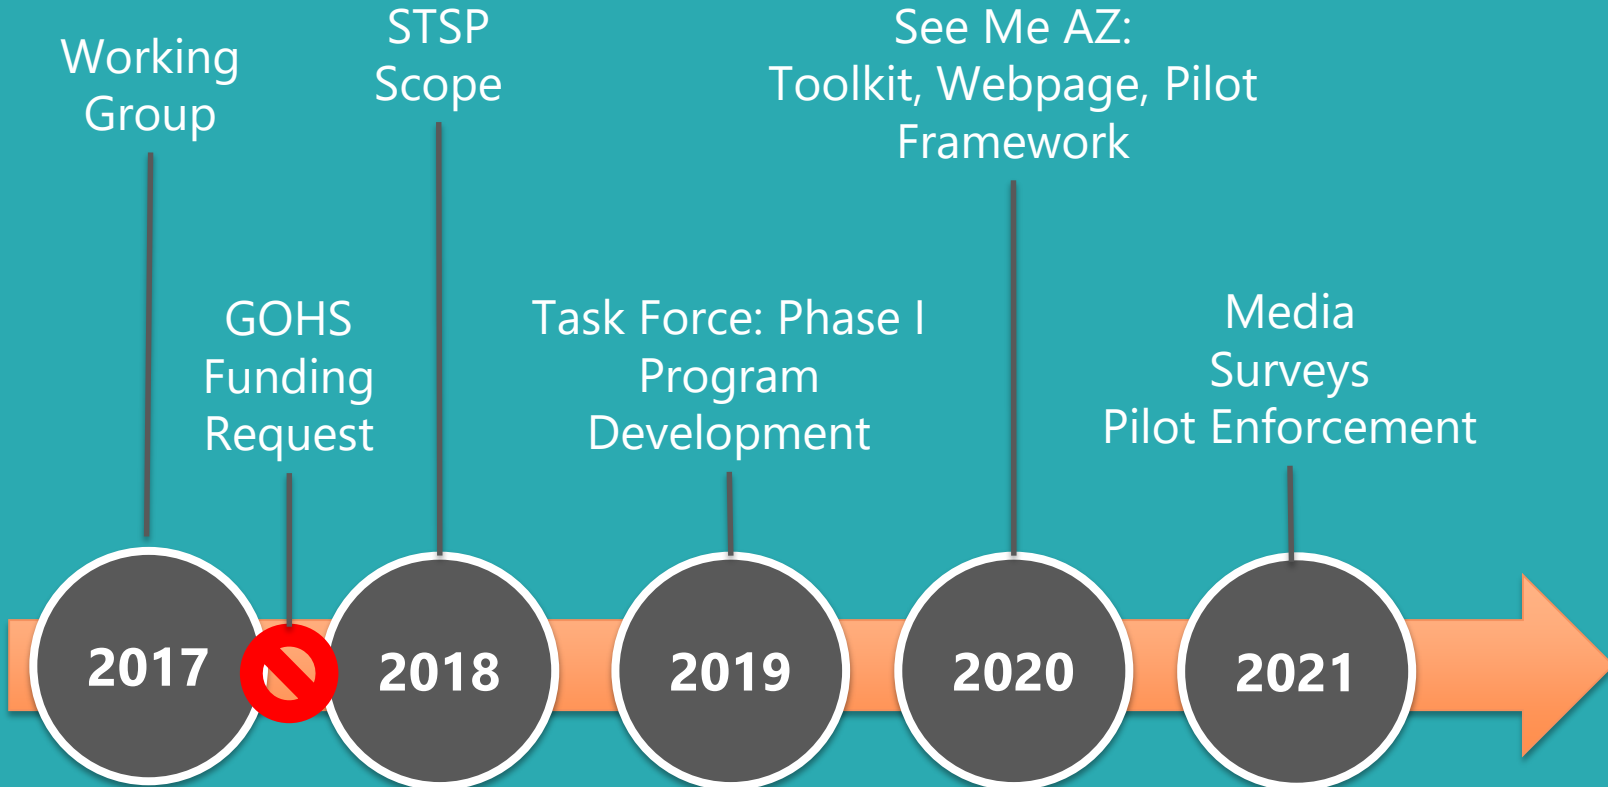 Working
Group
STSP
Scope
See Me AZ:
Toolkit, Webpage, Pilot
Framework
GOHS
Funding
Request
Task Force: Phase I
Program
Development
Media
Surveys
Pilot Enforcement
2017
2018
2019
2020
2021